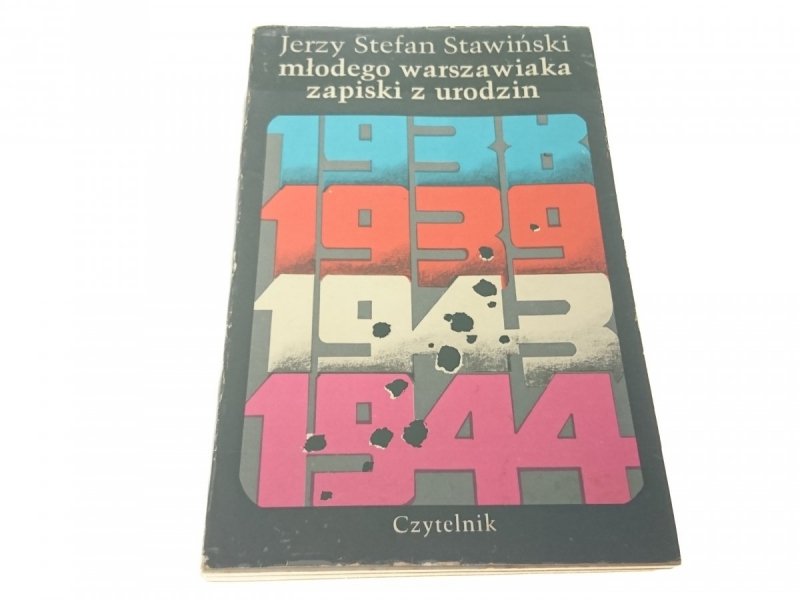 Jerzy Stefan Stawiński
młodego warszawiaka
zapiski z urodzin
1938
1939
1943
1944
Czytelnik